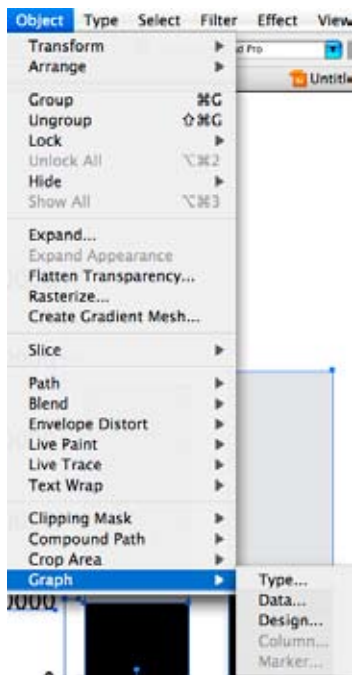 Object Type Select Filter Effect View
d Pro
Untitle
Transform
Arrange
Group ⌘G
Ungroup ⇧⌘G
Lock
Unlock All ⌥⌘2
Hide
Show All ⌥⌘3
Expand...
Expand Appearance
Flatten Transparency...
Rasterize...
Create Gradient Mesh...
Slice
Path
Blend
Envelope Distort
Live Paint
Live Trace
Text Wrap
Clipping Mask
Compound Path
Crop Area
Graph
Type...
Data...
Design...
Column...
Marker...